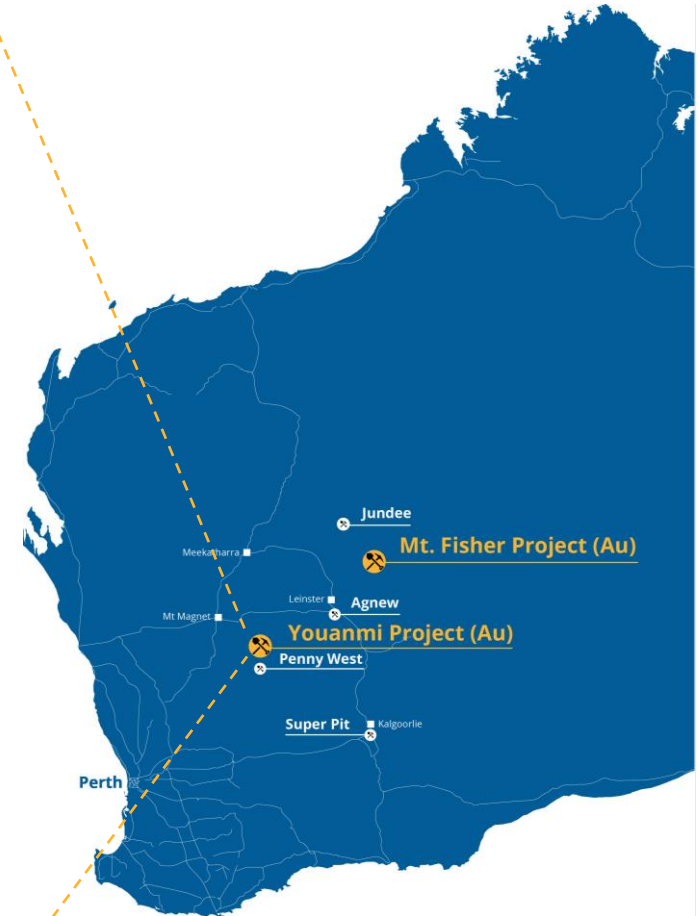 Jundee
Mt. Fisher Project (Au)
Meekatharra
Leinster
Agnew
Mt Magnet
Youanmi Project (Au)
Penny West
Super Pit
Kalgoorlie
Perth